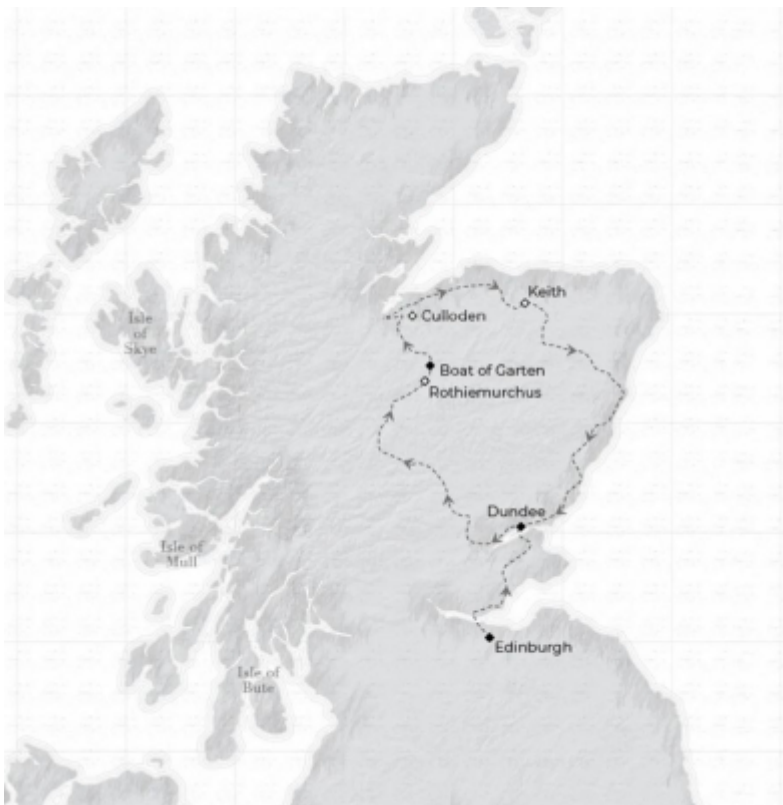 Keith
Isle
of
Skye
Culloden
Boat of Garten
Rothiemurchus
Dundee
Isle of
Mull
Edinburgh
Isle of
Bute